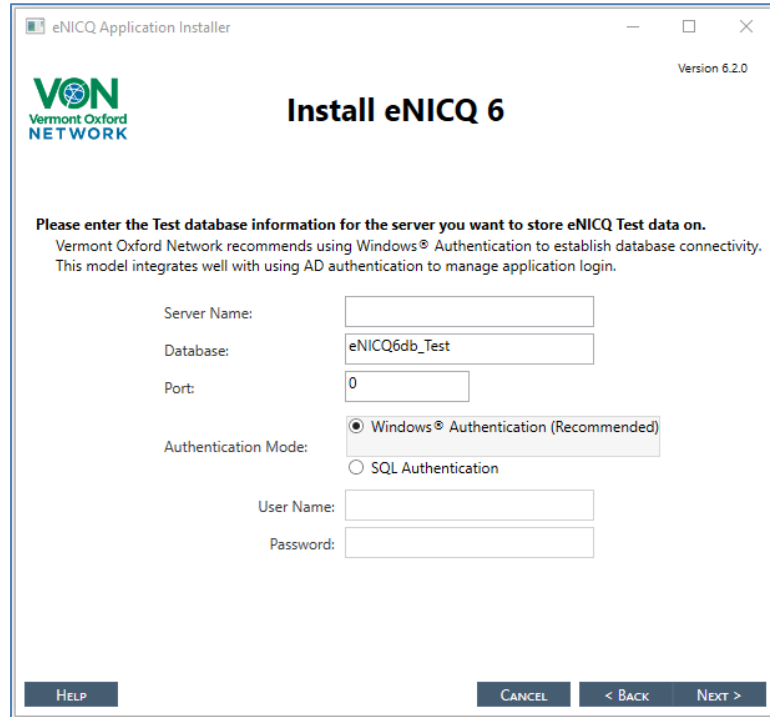 eNICQ Application Installer
Version 6.2.0
VON
Vermont Oxford
NETWORK
Install eNICQ 6
Please enter the Test database information for the server you want to store eNICQ Test data on.
Vermont Oxford Network recommends using Windows® Authentication to establish database connectivity.
This model integrates well with using AD authentication to manage application login.
Server Name:
Database: eNICQ6db_Test
Port: 0
Authentication Mode:
Windows® Authentication (Recommended)
SQL Authentication
User Name:
Password:
HELP CANCEL < BACK NEXT >